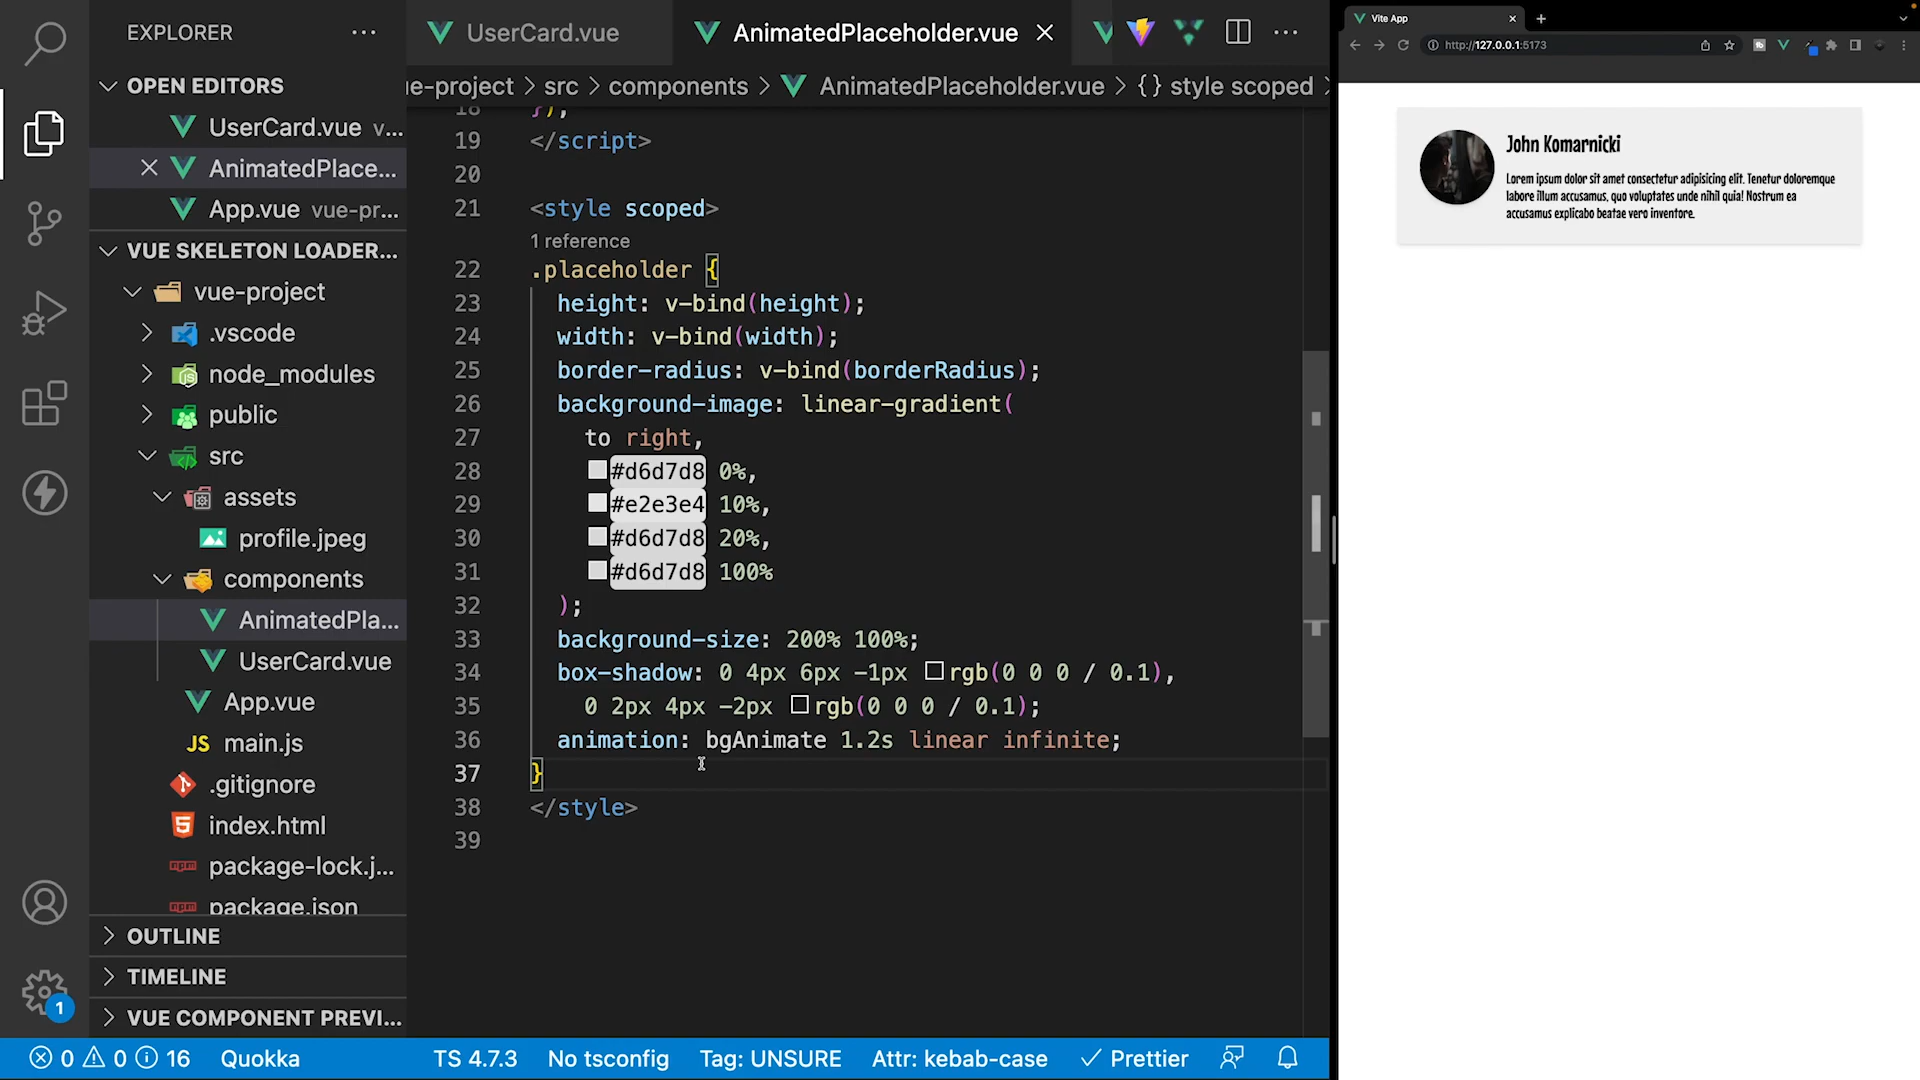 EXPLORER
OPEN EDITORS
UserCard.vue v...
AnimatedPlace...
App.vue vue-pr...
VUE SKELETON LOADER...
vue-project
.vscode
node_modules
public
src
assets
profile.jpeg
components
AnimatedPla...
UserCard.vue
App.vue
main.js
.gitignore
index.html
package-lock.j...
package.json
OUTLINE
TIMELINE
VUE COMPONENT PREVI...
1
UserCard.vue
AnimatedPlaceholder.vue
ue-project > src > components > AnimatedPlaceholder.vue > {} style scoped >
18 });
19 </script>
20
21 <style scoped>
1 reference
22 .placeholder {
23 height: v-bind(height);
24 width: v-bind(width);
25 border-radius: v-bind(borderRadius);
26 background-image: linear-gradient(
27 to right,
28 #d6d7d8 0%,
29 #e2e3e4 10%,
30 #d6d7d8 20%,
31 #d6d7d8 100%
32 );
33 background-size: 200% 100%;
34 box-shadow: 0 4px 6px -1px rgb(0 0 0 / 0.1),
35 0 2px 4px -2px rgb(0 0 0 / 0.1);
36 animation: bgAnimate 1.2s linear infinite;
37 }
38 </style>
39
0 0 16 Quokka TS 4.7.3 No tsconfig Tag: UNSURE Attr: kebab-case Prettier
Vite App
http://127.0.0.1:5173
John Komarnicki
Lorem ipsum dolor sit amet consectetur adipisicing elit. Tenetur doloremque
labore illum accusamus, quo voluptates unde nihil quia! Nostrum ea
accusamus explicabo beatae vero inventore.